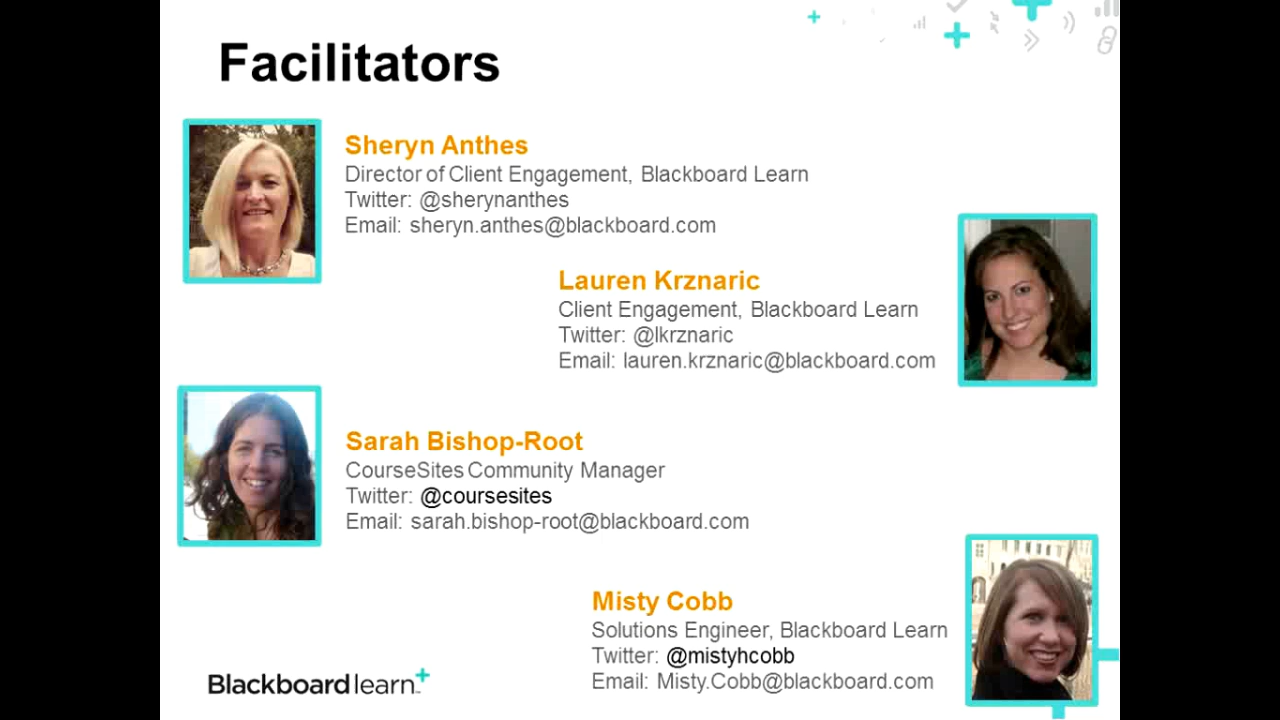 Facilitators
Sheryn Anthes
Director of Client Engagement, Blackboard Learn
Twitter: @sherynanthes
Email: sheryn.anthes@blackboard.com
Lauren Krznaric
Client Engagement, Blackboard Learn
Twitter: @lkrznaric
Email: lauren.krznaric@blackboard.com
Sarah Bishop-Root
CourseSites Community Manager
Twitter: @coursesites
Email: sarah.bishop-root@blackboard.com
Misty Cobb
Solutions Engineer, Blackboard Learn
Twitter: @mistyhcobb
Email: Misty.Cobb@blackboard.com
Blackboard learn+